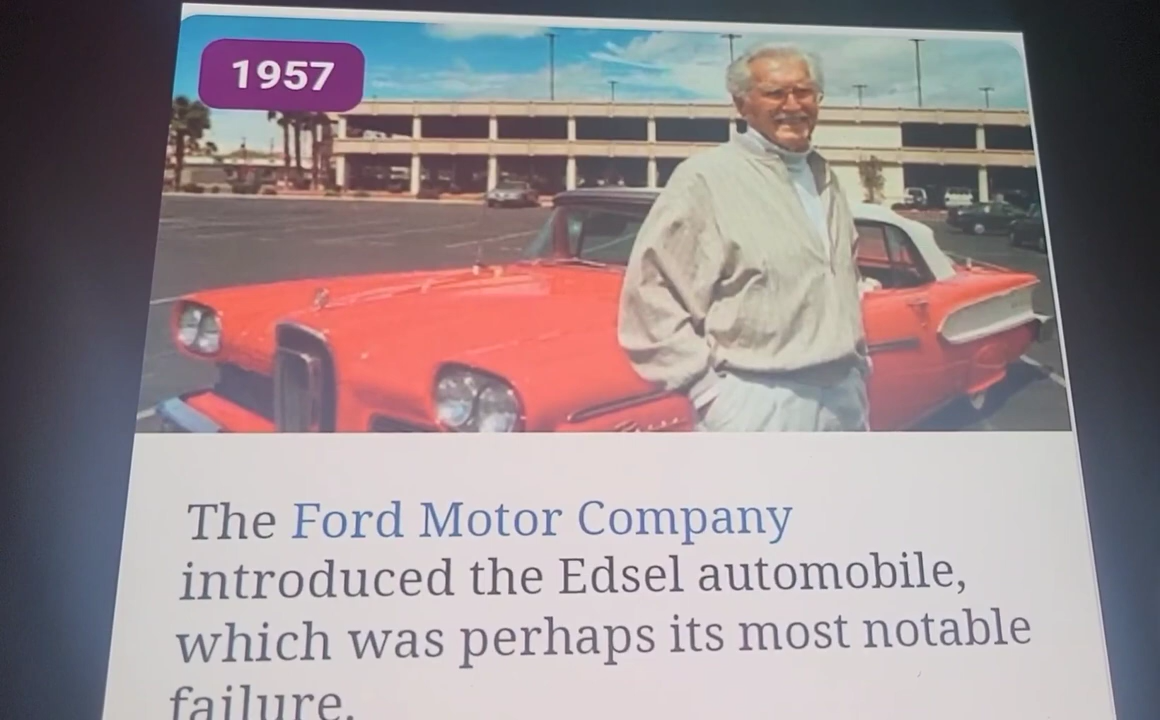 1957
The Ford Motor Company
introduced the Edsel automobile,
which was perhaps its most notable
failure.